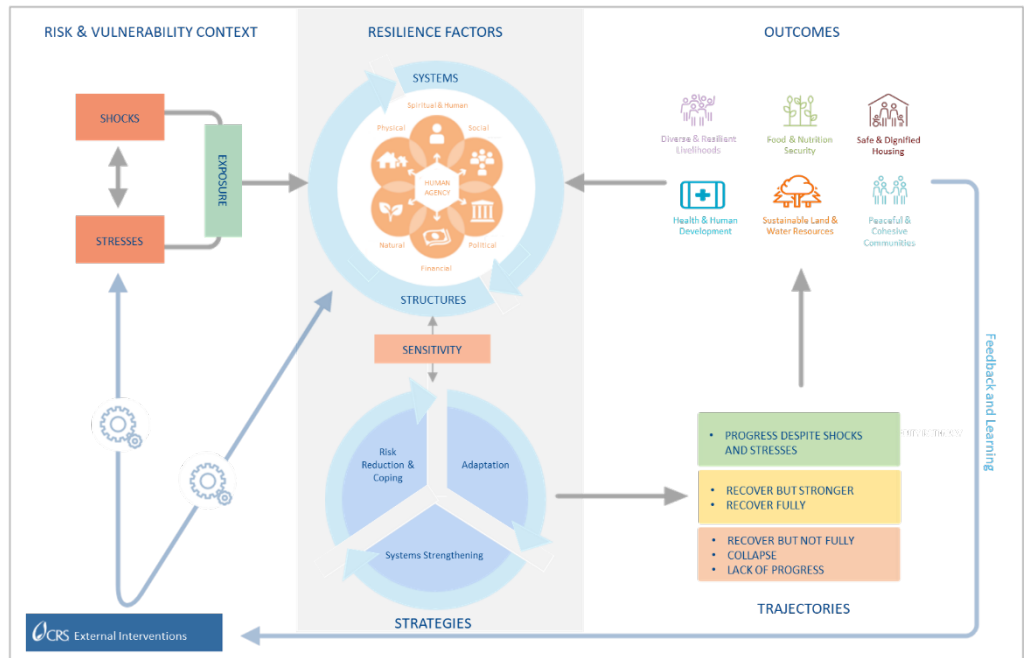 RISK & VULNERABILITY CONTEXT
RESILIENCE FACTORS
OUTCOMES
SHOCKS
EXPOSURE
STRESSES
SYSTEMS
Spiritual & Human
Physical
Social
HUMAN
AGENCY
Natural
Political
Financial
STRUCTURES
SENSITIVITY
Risk
Reduction &
Coping
Adaptation
Systems Strengthening
STRATEGIES
Diverse & Resilient
Livelihoods
Food & Nutrition
Security
Safe & Dignified
Housing
Health & Human
Development
Sustainable Land &
Water Resources
Peaceful &
Cohesive
Communities
Feedback and Learning
• PROGRESS DESPITE SHOCKS
AND STRESSES
• RECOVER BUT STRONGER
• RECOVER FULLY
• RECOVER BUT NOT FULLY
• COLLAPSE
• LACK OF PROGRESS
TRAJECTORIES
CRS External Interventions